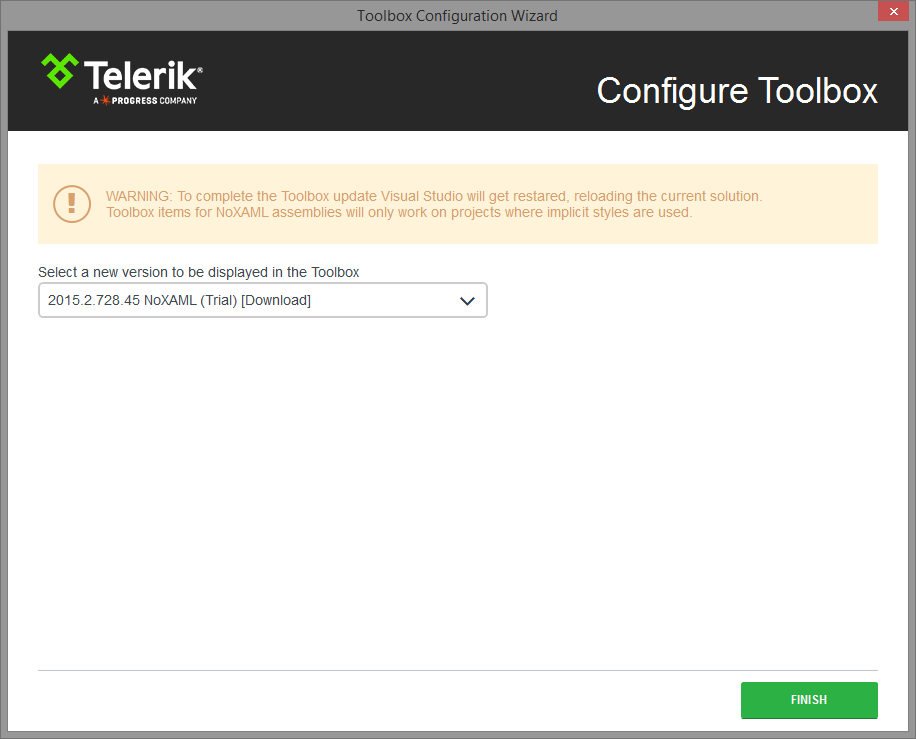 Toolbox Configuration Wizard
Telerik®
A PROGRESS COMPANY
Configure Toolbox
WARNING: To complete the Toolbox update Visual Studio will get restared, reloading the current solution.
Toolbox items for NoXAML assemblies will only work on projects where implicit styles are used.
Select a new version to be displayed in the Toolbox
2015.2.728.45 NoXAML (Trial) [Download]
FINISH